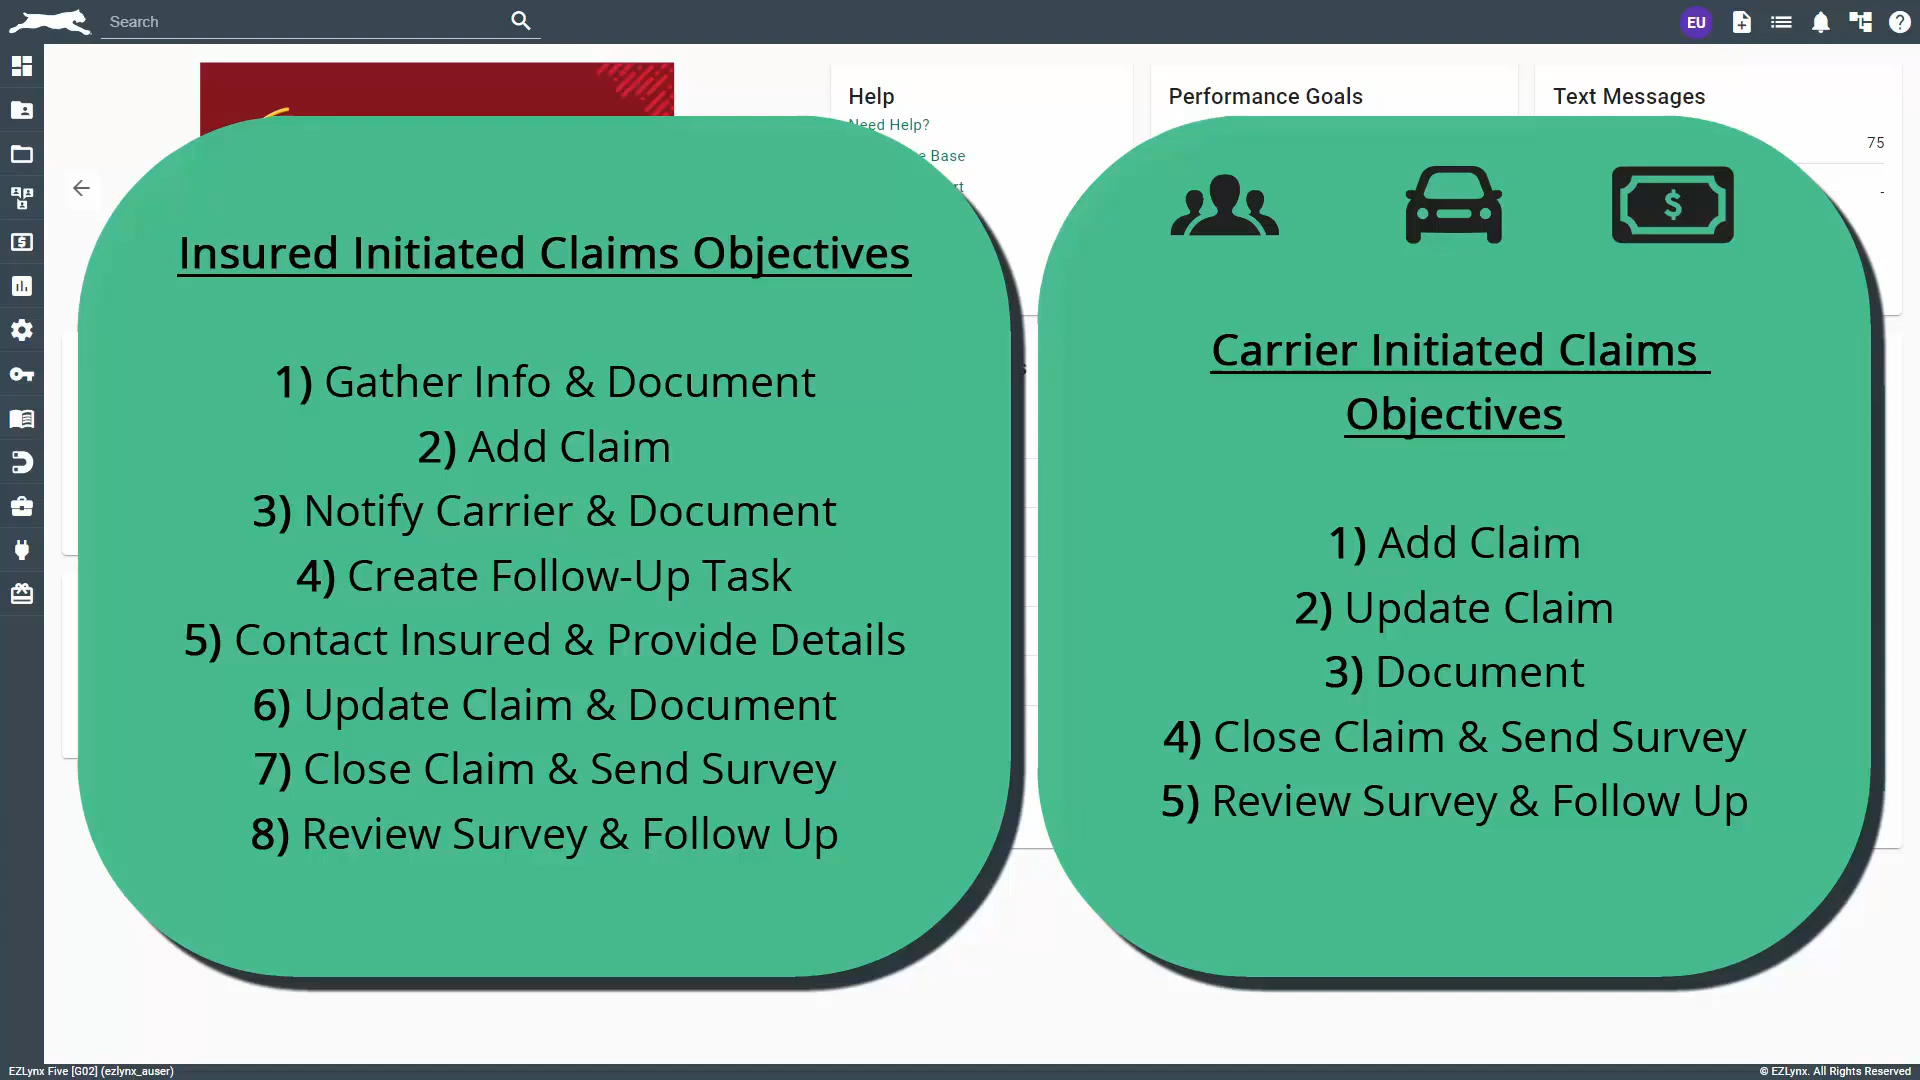 Search
EU
Help
Performance Goals
Text Messages
Need Help?
75
Base
-
$
Insured Initiated Claims Objectives
1) Gather Info & Document
2) Add Claim
3) Notify Carrier & Document
4) Create Follow-Up Task
5) Contact Insured & Provide Details
6) Update Claim & Document
7) Close Claim & Send Survey
8) Review Survey & Follow Up
Carrier Initiated Claims
Objectives
1) Add Claim
2) Update Claim
3) Document
4) Close Claim & Send Survey
5) Review Survey & Follow Up
EZLynx Five [G02] (ezlynx_auser)
© EZLynx. All Rights Reserved